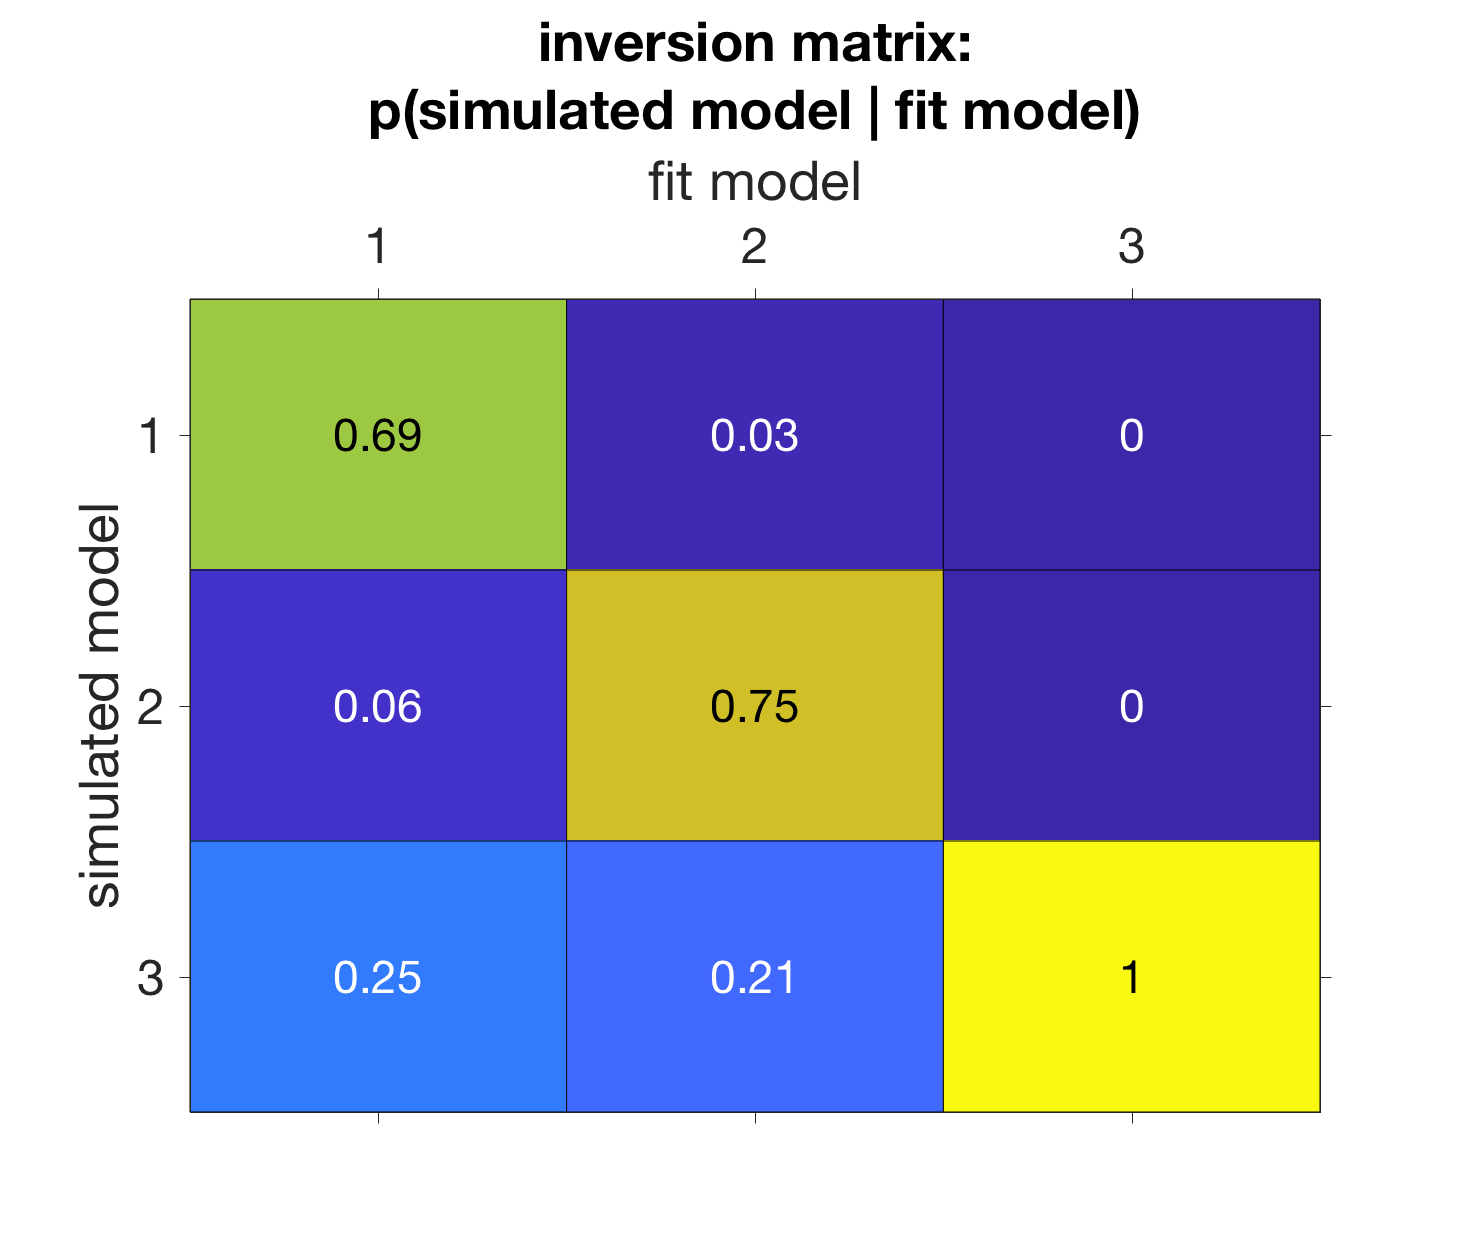 inversion matrix:
p(simulated model | fit model)
fit model
1 2 3
1 0.69 0.03 0
2 0.06 0.75 0
3 0.25 0.21 1
simulated model